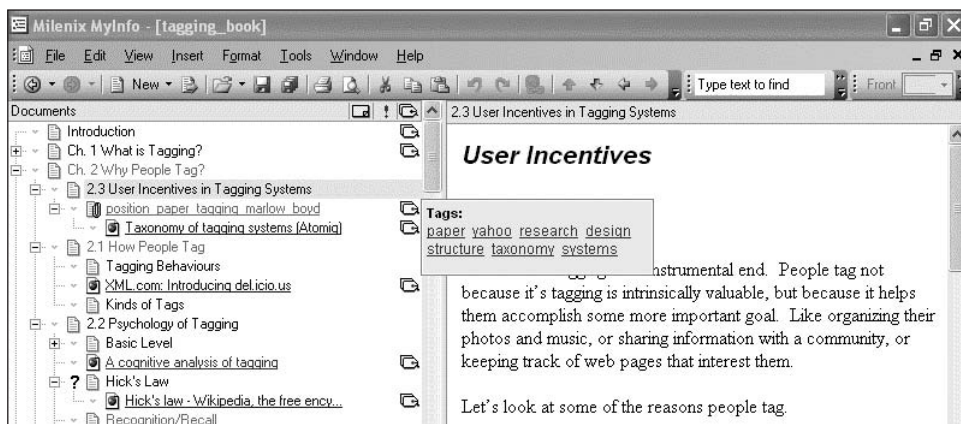 Milenix MyInfo - [tagging_book]
File Edit View Insert Format Tools Window Help
New Type text to find Front
Documents
2.3 User Incentives in Tagging Systems
Introduction
Ch. 1 What is Tagging?
Ch. 2 Why People Tag?
2.3 User Incentives in Tagging Systems
position_paper_tagging_marlow_boyd
Taxonomy of tagging systems (Atomiq)
2.1 How People Tag
Tagging Behaviours
XML.com: Introducing del.icio.us
Kinds of Tags
2.2 Psychology of Tagging
Basic Level
A cognitive analysis of tagging
? Hick's Law
Hick's law - Wikipedia, the free ency...
Recognition/Recall
User Incentives
Tags:
paper yahoo research design
structure taxonomy systems
instrumental end. People tag not
because it's tagging is intrinsically valuable, but because it helps
them accomplish some more important goal. Like organizing their
photos and music, or sharing information with a community, or
keeping track of web pages that interest them.
Let's look at some of the reasons people tag.